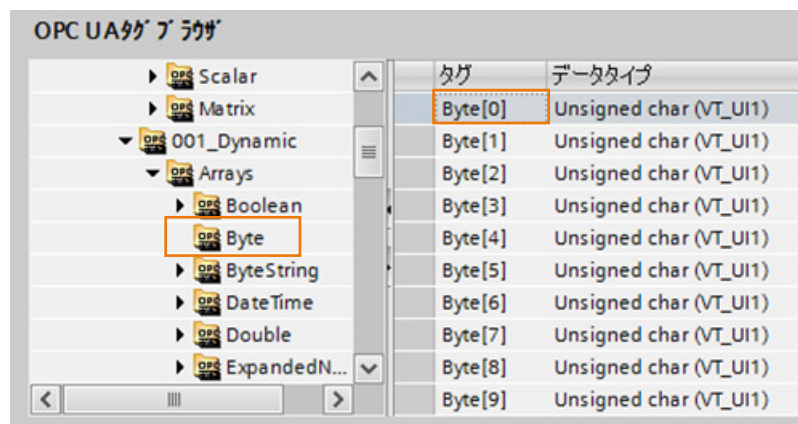 OPC UAタグ ブラウザ
Scalar
Matrix
001_Dynamic
Arrays
Boolean
Byte
ByteString
DateTime
Double
ExpandedN...
タグ データタイプ
Byte[0] Unsigned char (VT_UI1)
Byte[1] Unsigned char (VT_UI1)
Byte[2] Unsigned char (VT_UI1)
Byte[3] Unsigned char (VT_UI1)
Byte[4] Unsigned char (VT_UI1)
Byte[5] Unsigned char (VT_UI1)
Byte[6] Unsigned char (VT_UI1)
Byte[7] Unsigned char (VT_UI1)
Byte[8] Unsigned char (VT_UI1)
Byte[9] Unsigned char (VT_UI1)